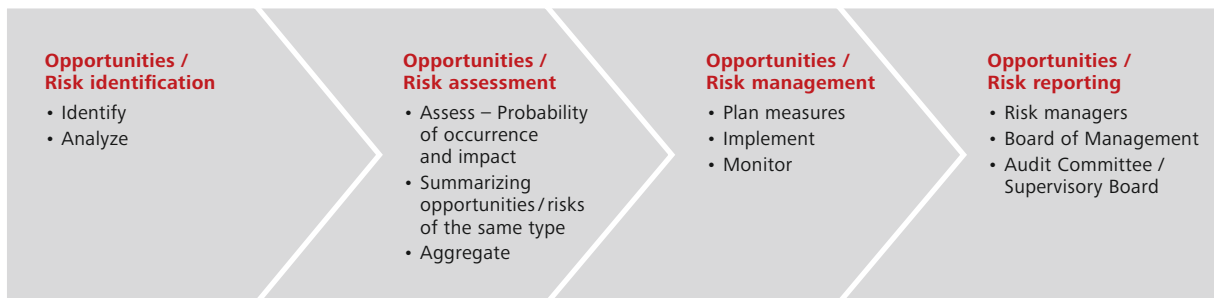 Opportunities /
Risk identification
• Identify
• Analyze
Opportunities /
Risk assessment
• Assess – Probability
of occurrence
and impact
• Summarizing
opportunities / risks
of the same type
• Aggregate
Opportunities /
Risk management
• Plan measures
• Implement
• Monitor
Opportunities /
Risk reporting
• Risk managers
• Board of Management
• Audit Committee /
Supervisory Board